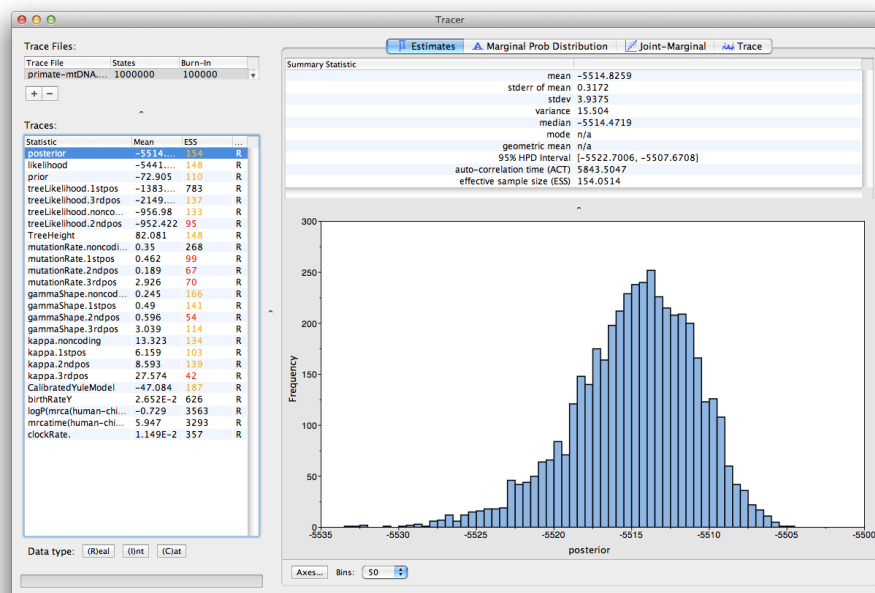 Tracer
Trace Files:
Trace File States Burn-In
primate-mtDNA.... 1000000 100000
+ −
Traces:
Statistic Mean ESS ...
posterior -5514.... 154 R
likelihood -5441.... 148 R
prior -72.905 110 R
treeLikelihood.1stpos -1383.... 783 R
treeLikelihood.3rdpos -2149.... 137 R
treeLikelihood.nonco... -956.98 133 R
treeLikelihood.2ndpos -952.422 95 R
TreeHeight 82.081 148 R
mutationRate.noncodi... 0.35 268 R
mutationRate.1stpos 0.462 99 R
mutationRate.2ndpos 0.189 67 R
mutationRate.3rdpos 2.926 70 R
gammaShape.noncod... 0.245 166 R
gammaShape.1stpos 0.49 141 R
gammaShape.2ndpos 0.596 54 R
gammaShape.3rdpos 3.039 114 R
kappa.noncoding 13.323 134 R
kappa.1stpos 6.159 103 R
kappa.2ndpos 8.593 139 R
kappa.3rdpos 27.574 42 R
CalibratedYuleModel -47.084 187 R
birthRateY 2.652E-2 626 R
logP(mrca(human-chi... -0.729 3563 R
mrcatime(human-chi... 5.947 3293 R
clockRate. 1.149E-2 357 R
Data type: (R)eal (I)nt (C)at
Estimates Marginal Prob Distribution Joint-Marginal Trace
Summary Statistic
mean -5514.8259
stderr of mean 0.3172
stdev 3.9375
variance 15.504
median -5514.4719
mode n/a
geometric mean n/a
95% HPD Interval [-5522.7006, -5507.6708]
auto-correlation time (ACT) 5843.5047
effective sample size (ESS) 154.0514
300
250
200
150
100
50
0
Frequency
-5535 -5530 -5525 -5520 -5515 -5510 -5505 -5500
posterior
Axes... Bins: 50